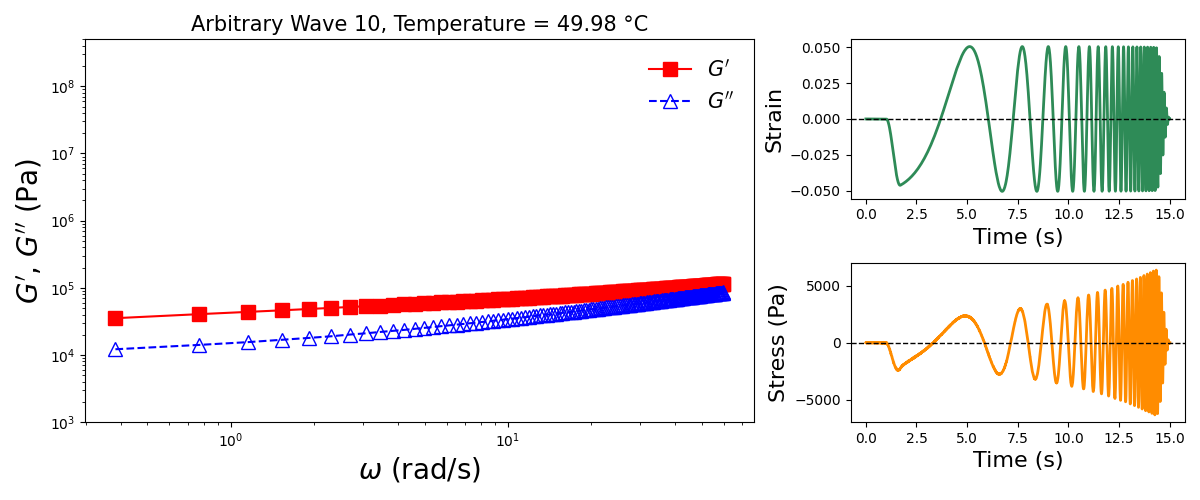 Arbitrary Wave 10, Temperature = 49.98 °C
G′
G′′
10⁸
10⁷
10⁶
10⁵
10⁴
10³
G′, G′′ (Pa)
10⁰
10¹
ω (rad/s)
0.050
0.025
0.000
−0.025
−0.050
Strain
0.0 2.5 5.0 7.5 10.0 12.5 15.0
Time (s)
5000
0
−5000
Stress (Pa)
0.0 2.5 5.0 7.5 10.0 12.5 15.0
Time (s)